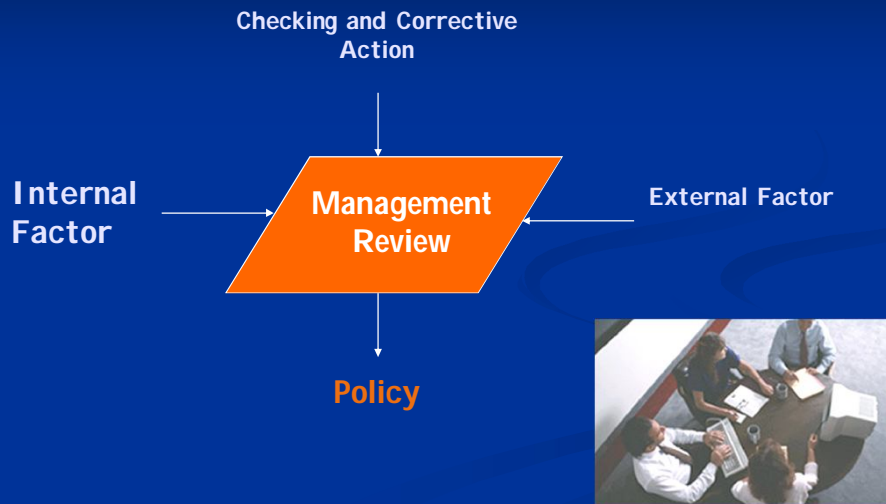 Checking and Corrective
Action
Internal
Factor
Management
Review
External Factor
Policy